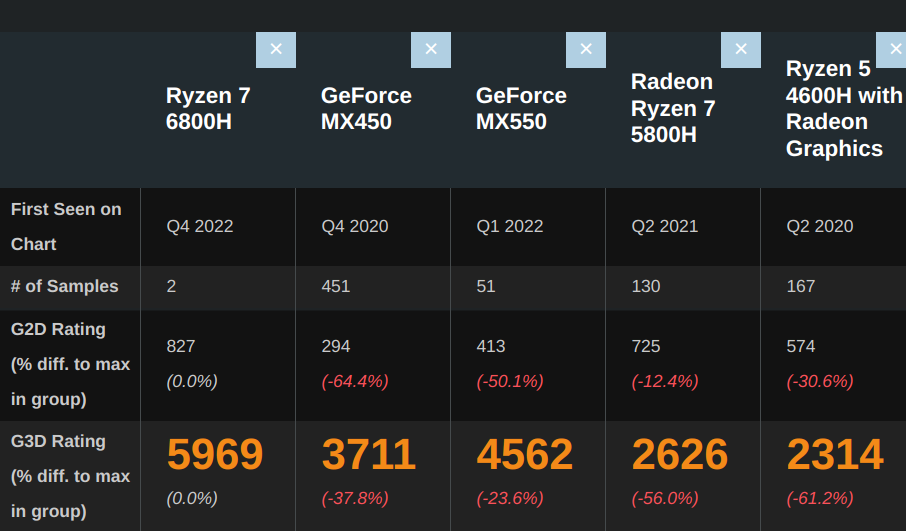 ✕ ✕ ✕ ✕ ✕
Ryzen 7
6800H
GeForce
MX450
GeForce
MX550
Radeon
Ryzen 7
5800H
Ryzen 5
4600H with
Radeon
Graphics
First Seen on
Chart
Q4 2022
Q4 2020
Q1 2022
Q2 2021
Q2 2020
# of Samples
2
451
51
130
167
G2D Rating
(% diff. to max
in group)
827
(0.0%)
294
(-64.4%)
413
(-50.1%)
725
(-12.4%)
574
(-30.6%)
G3D Rating
(% diff. to max
in group)
5969
(0.0%)
3711
(-37.8%)
4562
(-23.6%)
2626
(-56.0%)
2314
(-61.2%)